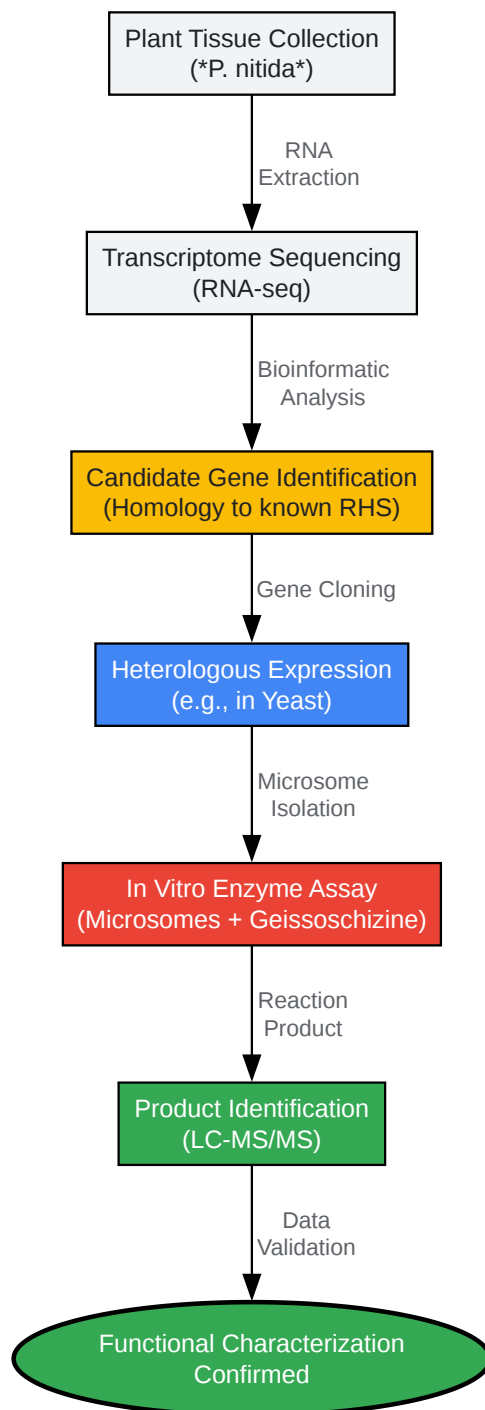 Plant Tissue Collection
(*P. nitida*)
RNA
Extraction
Transcriptome Sequencing
(RNA-seq)
Bioinformatic
Analysis
Candidate Gene Identification
(Homology to known RHS)
Gene Cloning
Heterologous Expression
(e.g., in Yeast)
Microsome
Isolation
In Vitro Enzyme Assay
(Microsomes + Geissoschizine)
Reaction
Product
Product Identification
(LC-MS/MS)
Data
Validation
Functional Characterization
Confirmed